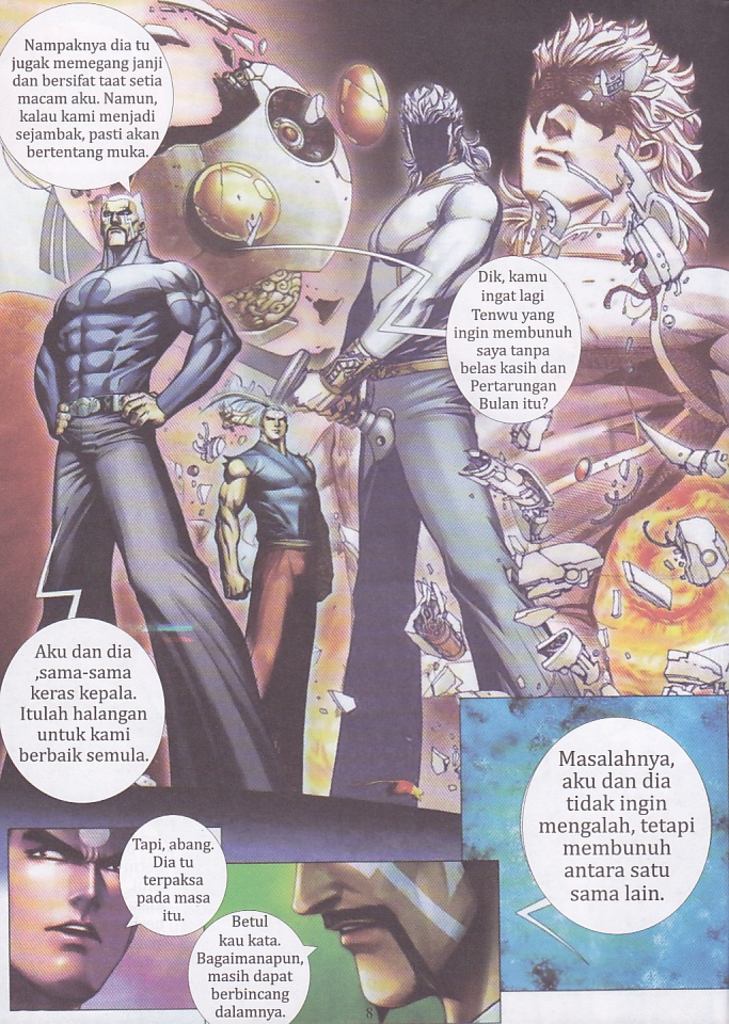 Nampaknya dia tu
jugak memegang janji
dan bersifat taat setia
macam aku. Namun,
kalau kami menjadi
sejambak, pasti akan
bertentang muka.
Dik, kamu
ingat lagi
Tenwu yang
ingin membunuh
saya tanpa
belas kasih dan
Pertarungan
Bulan itu?
Aku dan dia
,sama-sama
keras kepala.
Itulah halangan
untuk kami
berbaik semula.
Masalahnya,
aku dan dia
tidak ingin
mengalah, tetapi
membunuh
antara satu
sama lain.
Tapi, abang.
Dia tu
terpaksa
pada masa
itu.
Betul
kau kata.
Bagaimanapun,
masih dapat
berbincang
dalamnya.
8